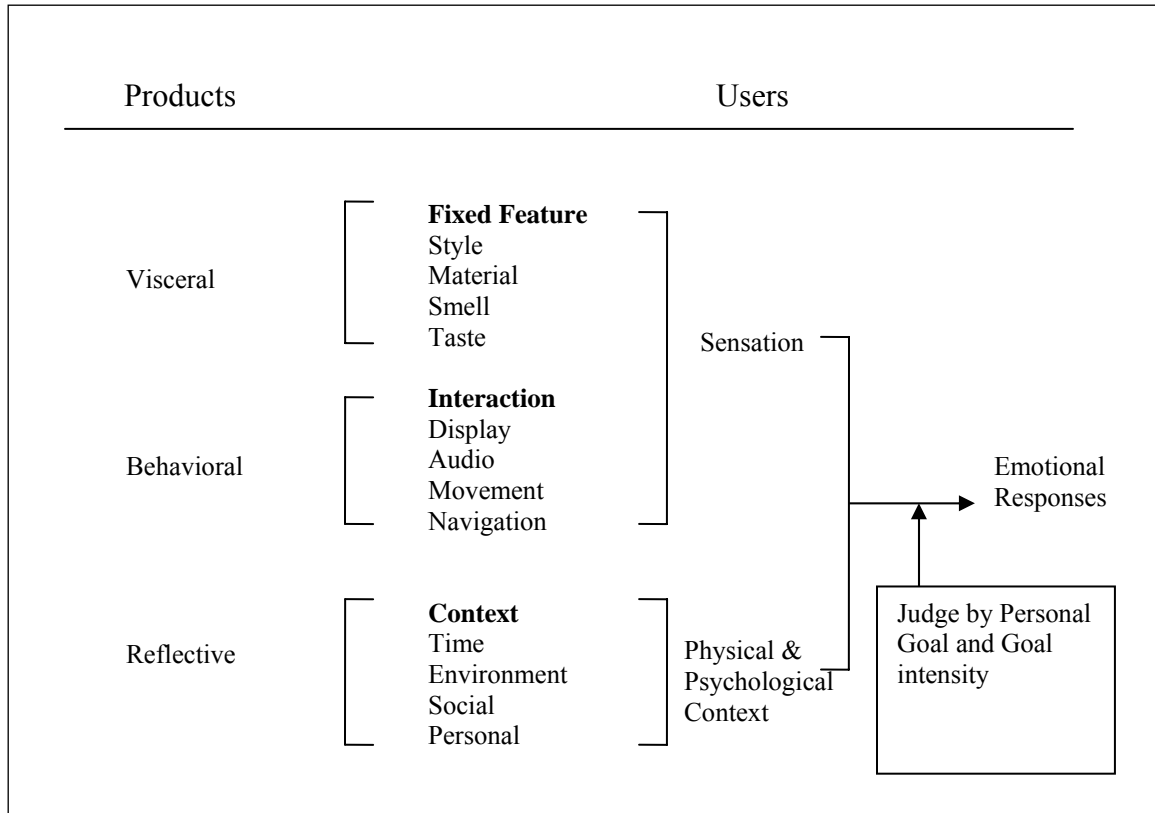 Products
Users
Visceral
Fixed Feature
Style
Material
Smell
Taste
Sensation
Behavioral
Interaction
Display
Audio
Movement
Navigation
Emotional
Responses
Reflective
Context
Time
Environment
Social
Personal
Physical &
Psychological
Context
Judge by Personal
Goal and Goal
intensity